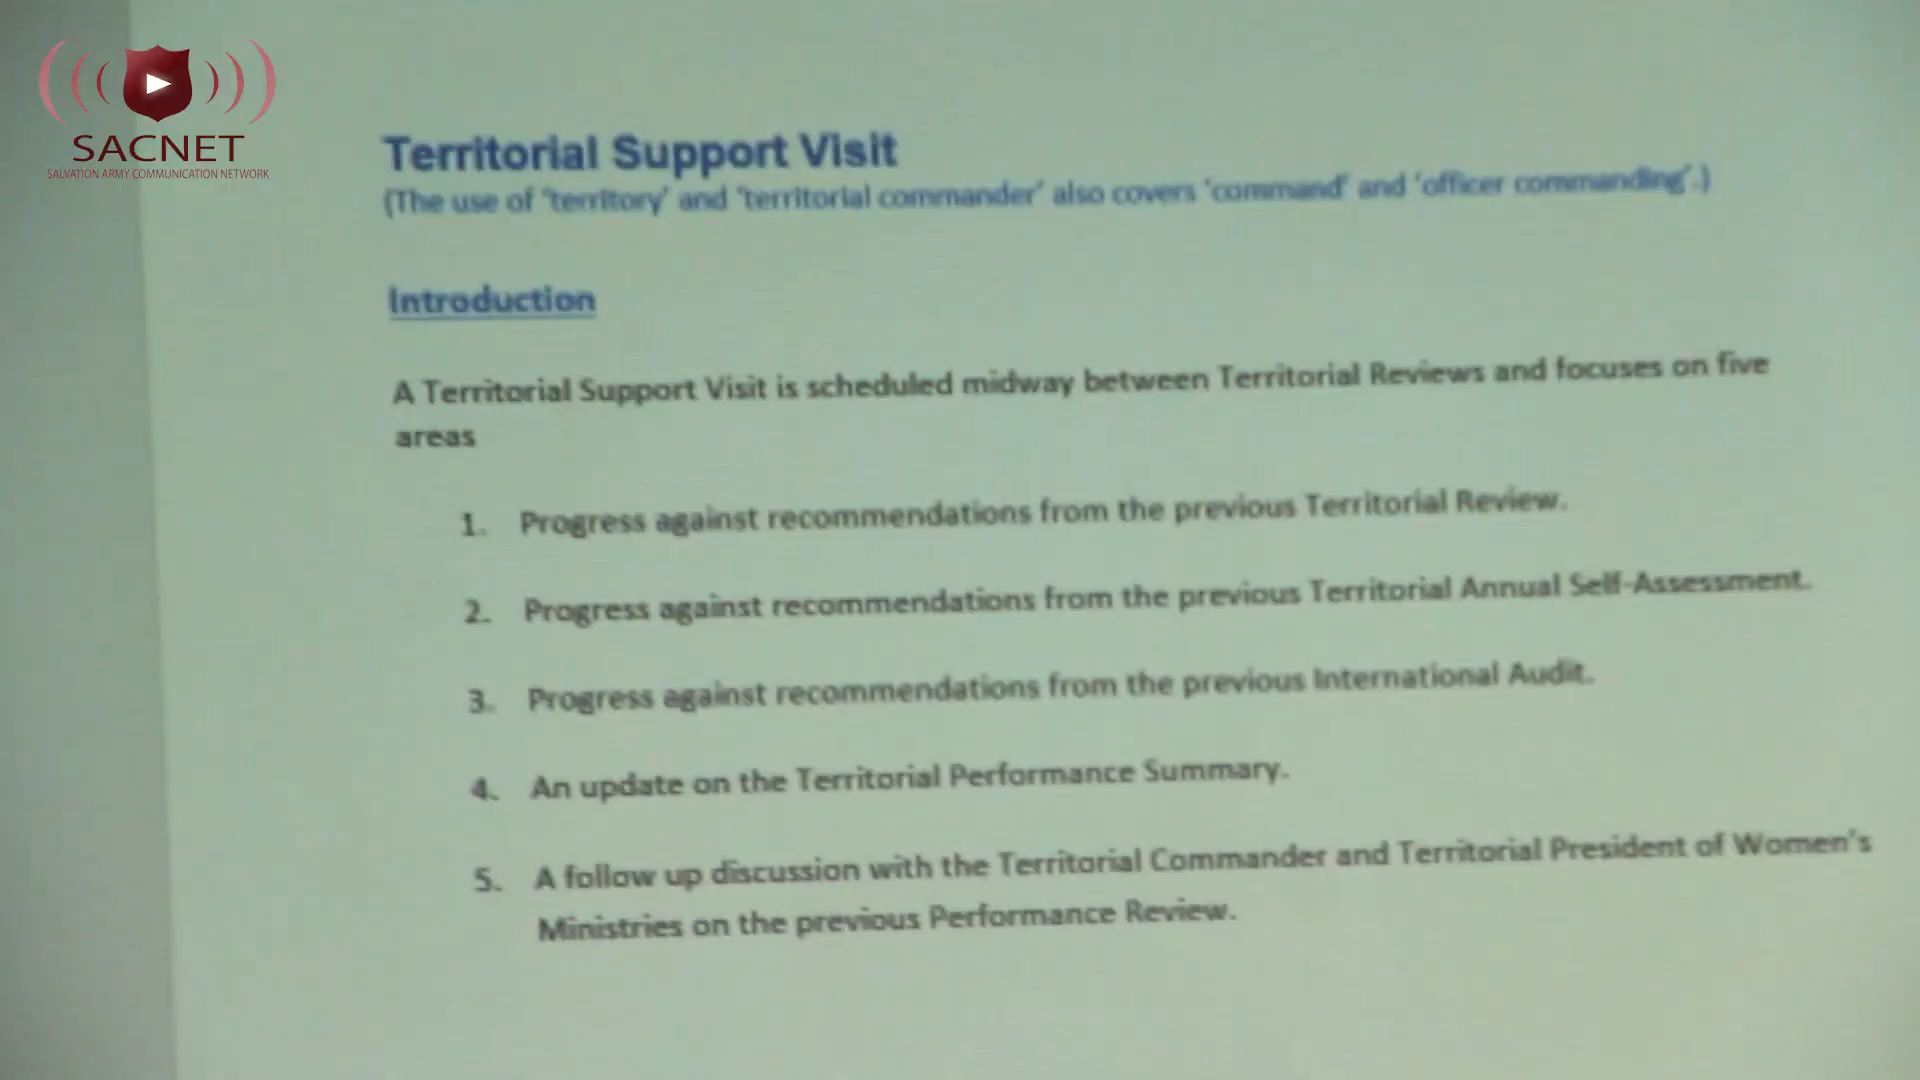 SACNET
SALVATION ARMY COMMUNICATION NETWORK
Territorial Support Visit
(The use of 'territory' and 'territorial commander' also covers 'command' and 'officer commanding'.)
Introduction
A Territorial Support Visit is scheduled midway between Territorial Reviews and focuses on five
areas
1. Progress against recommendations from the previous Territorial Review.
2. Progress against recommendations from the previous Territorial Annual Self-Assessment.
3. Progress against recommendations from the previous International Audit.
4. An update on the Territorial Performance Summary.
5. A follow up discussion with the Territorial Commander and Territorial President of Women's
Ministries on the previous Performance Review.